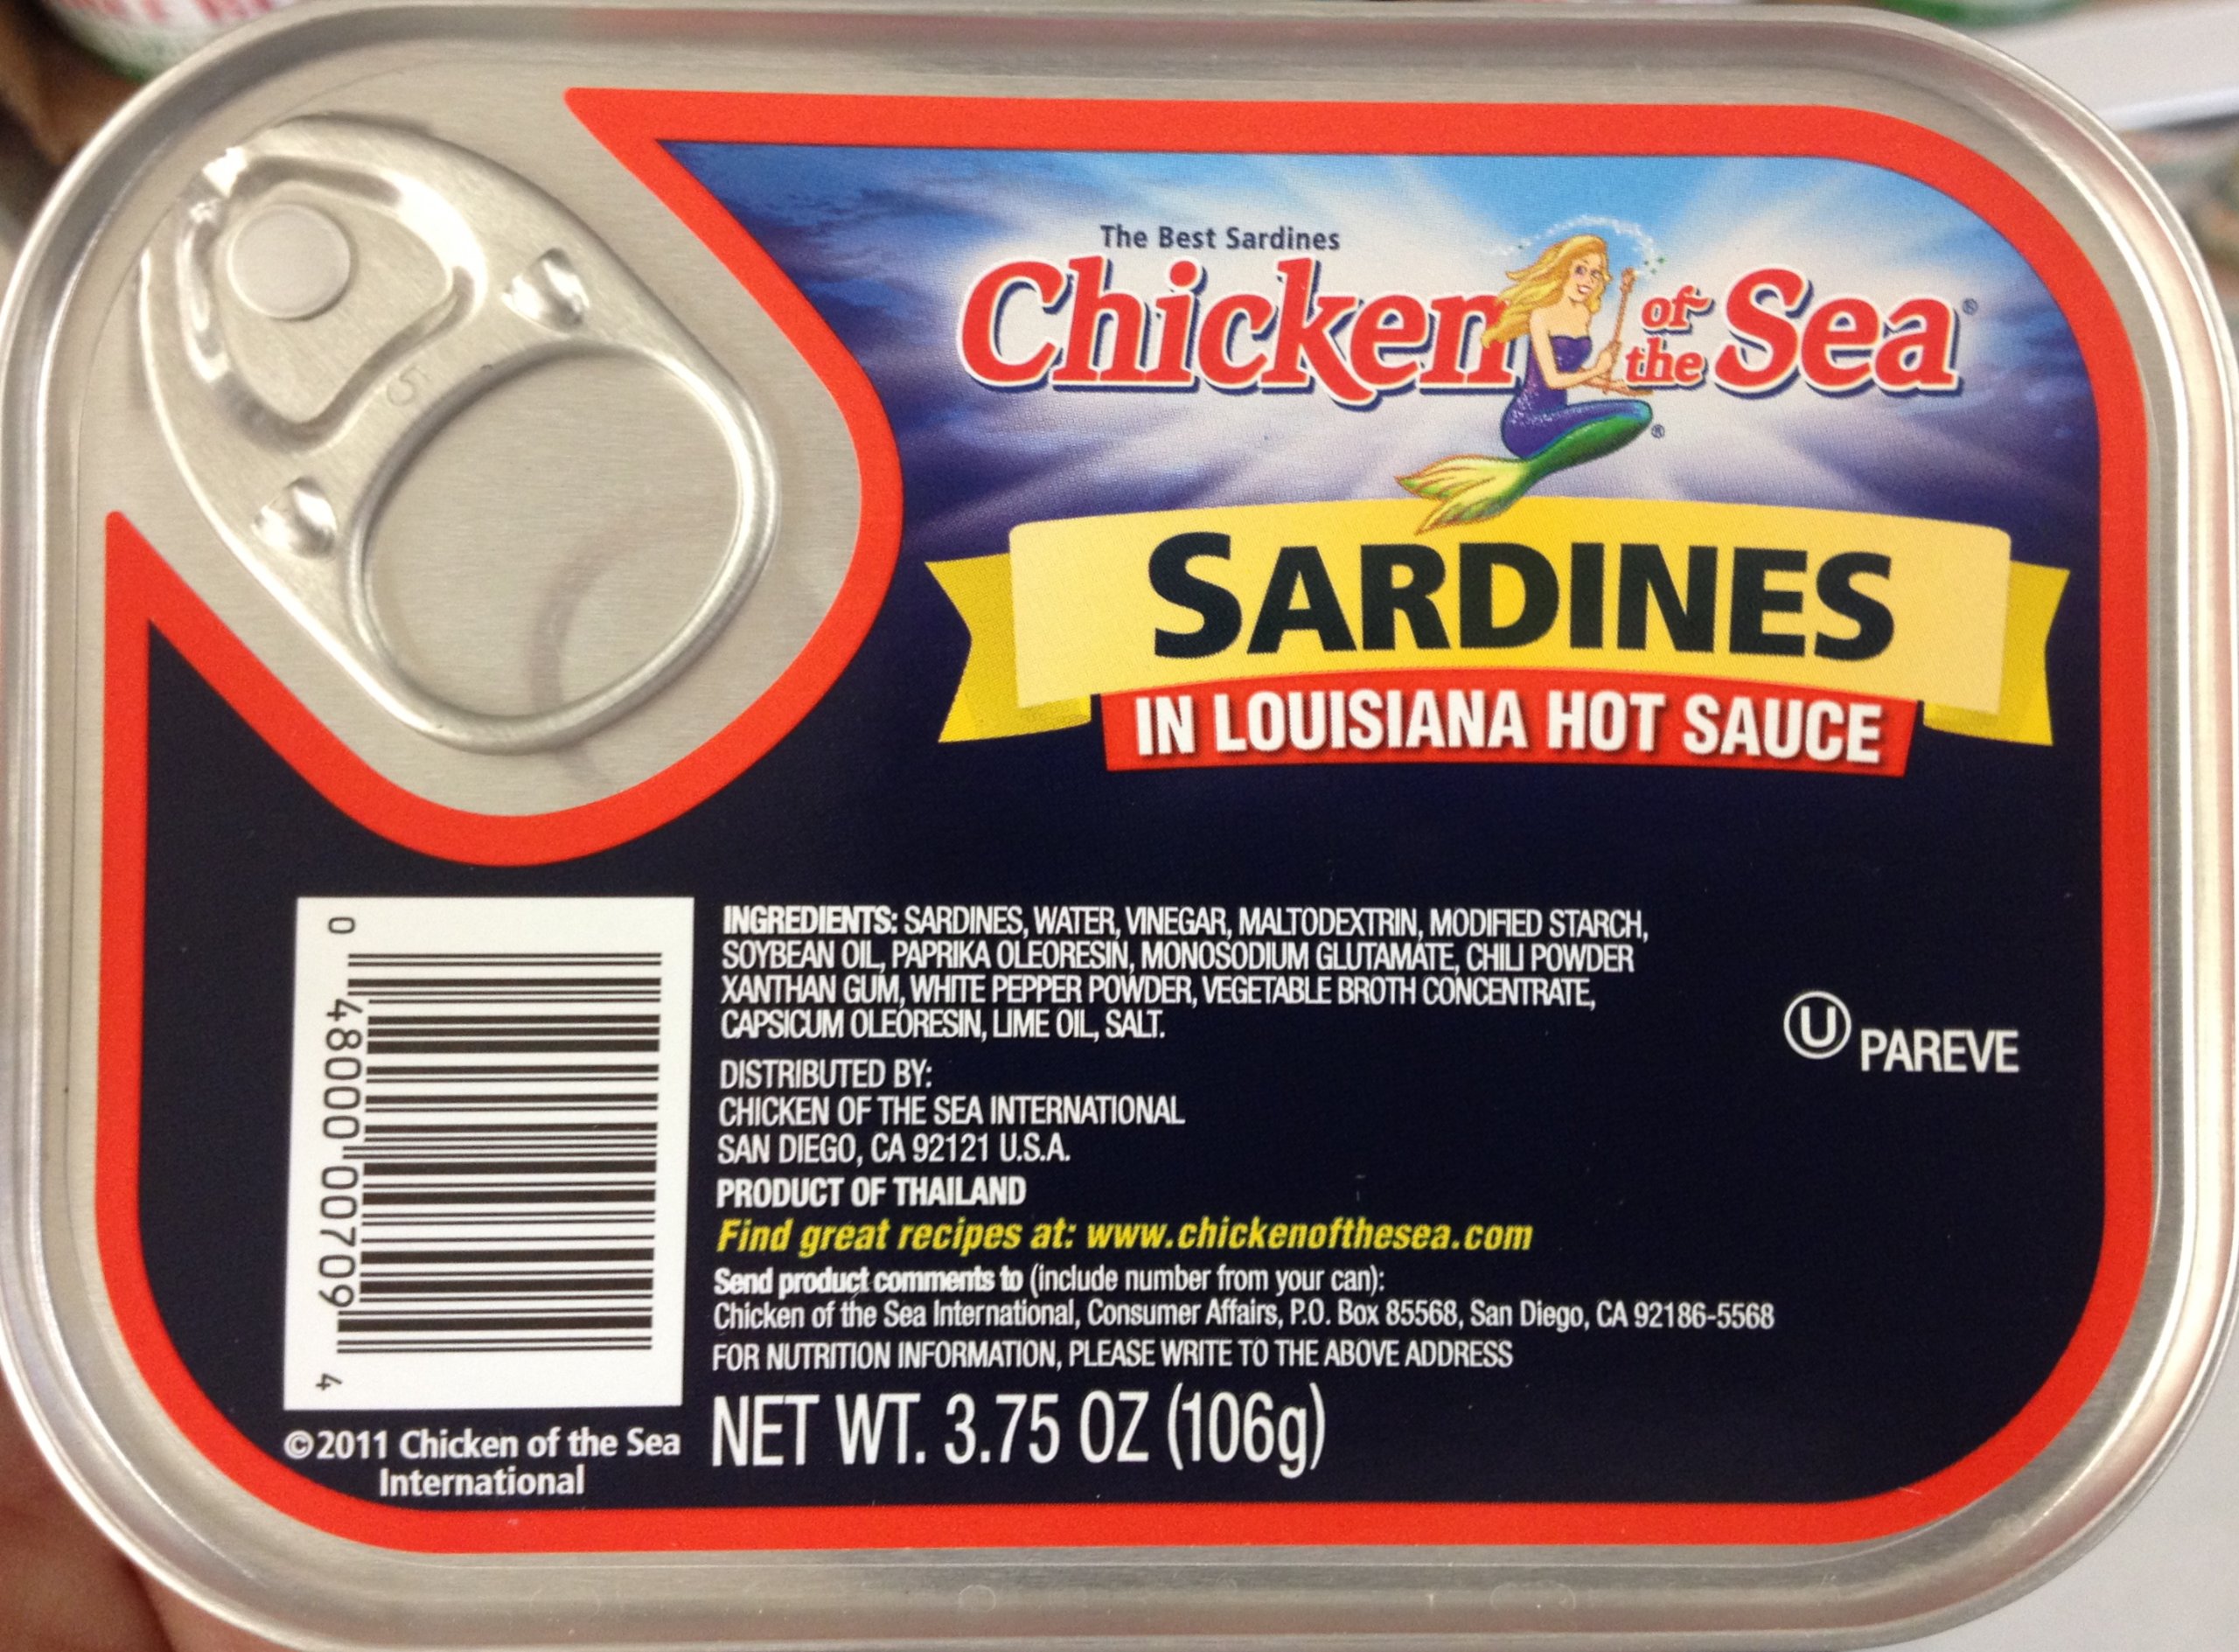 The Best Sardines
Chicken of the Sea®
®
SARDINES
IN LOUISIANA HOT SAUCE
INGREDIENTS: SARDINES, WATER, VINEGAR, MALTODEXTRIN, MODIFIED STARCH,
SOYBEAN OIL, PAPRIKA OLEORESIN, MONOSODIUM GLUTAMATE, CHILI POWDER
XANTHAN GUM, WHITE PEPPER POWDER, VEGETABLE BROTH CONCENTRATE,
CAPSICUM OLEORESIN, LIME OIL, SALT.
U PAREVE
DISTRIBUTED BY:
CHICKEN OF THE SEA INTERNATIONAL
SAN DIEGO, CA 92121 U.S.A.
PRODUCT OF THAILAND
Find great recipes at: www.chickenofthesea.com
Send product comments to (include number from your can):
Chicken of the Sea International, Consumer Affairs, P.O. Box 85568, San Diego, CA 92186-5568
FOR NUTRITION INFORMATION, PLEASE WRITE TO THE ABOVE ADDRESS
NET WT. 3.75 OZ (106g)
0 48000 00709 4
©2011 Chicken of the Sea
International